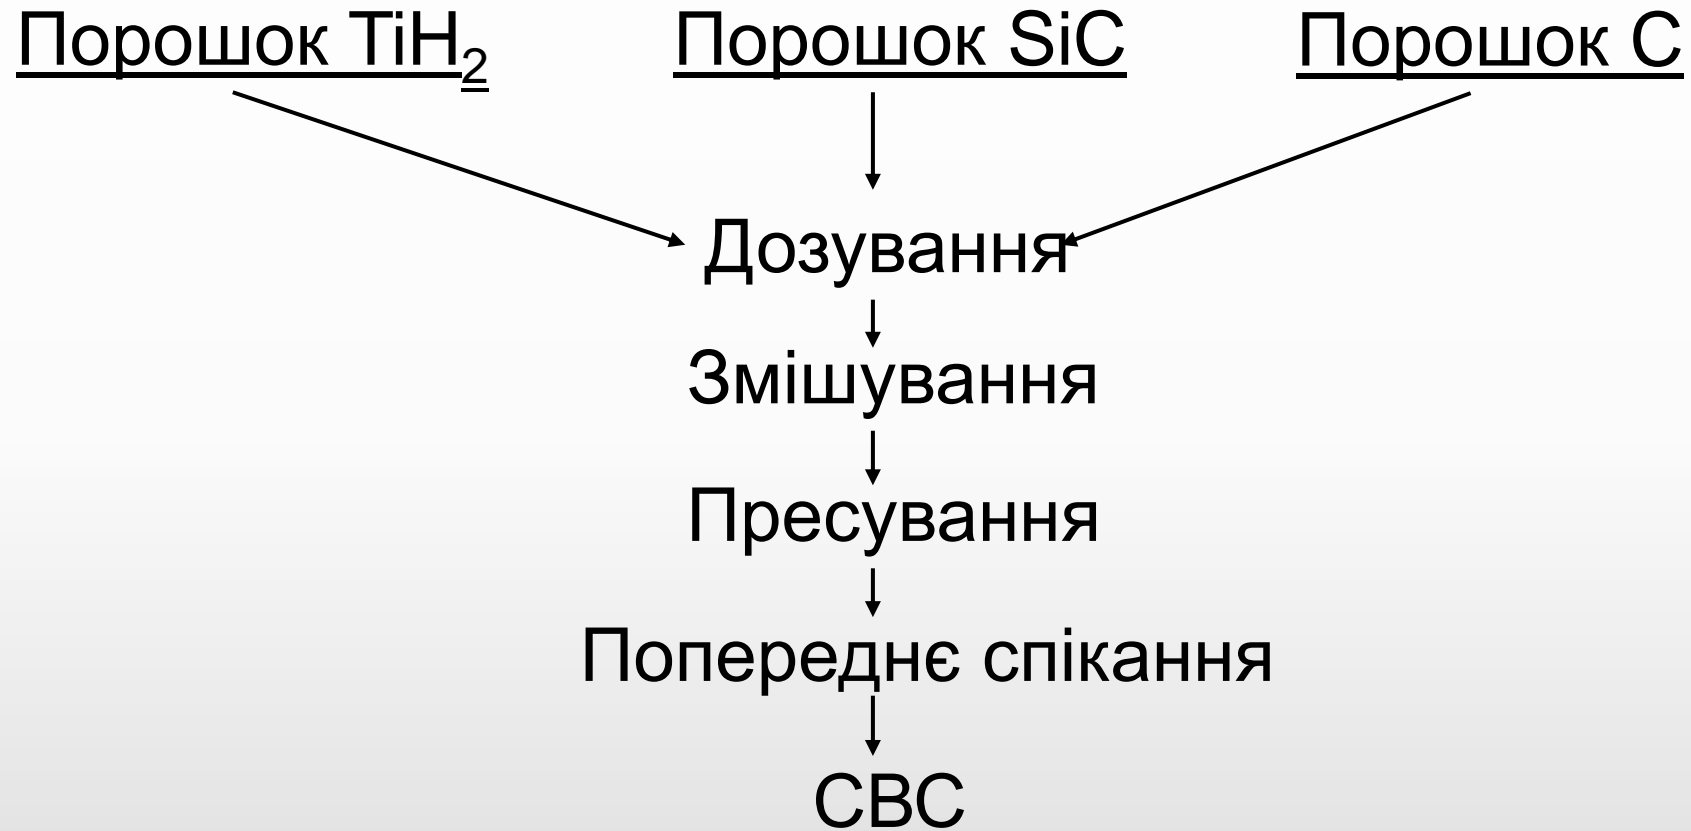 Порошок TiH₂ Порошок SiC Порошок С
Дозування
Змішування
Пресування
Попереднє спікання
СВС